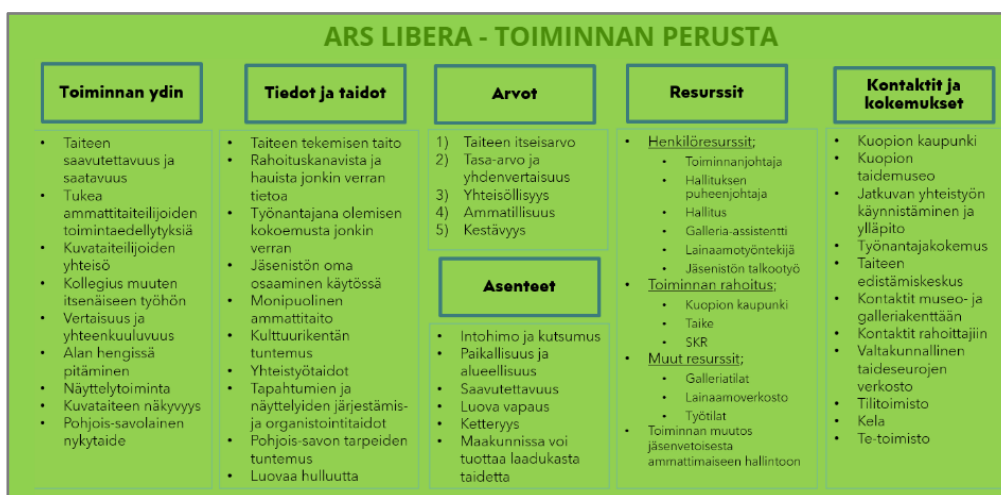 ARS LIBERA - TOIMINNAN PERUSTA
Toiminnan ydin
• Taiteen
saavutettavuus ja
saatavuus
• Tukea
ammattitaiteilijoiden
toimintaedellytyksiä
• Kuvataiteilijoiden
yhteisö
• Kollegius muuten
itsenäiseen työhön
• Vertaisuus ja
yhteenkuuluvuus
• Alan hengissä
pitäminen
• Näyttelytoiminta
• Kuvataiteen näkyvyys
• Pohjois-savolainen
nykytaide
Tiedot ja taidot
• Taiteen tekemisen taito
• Rahoituskanavista ja
hauista jonkin verran
tietoa
• Työnantajana olemisen
kokoemusta jonkin
verran
• Jäsenistön oma
osaaminen käytössä
• Monipuolinen
ammattitaito
• Kulttuurikentän
tuntemus
• Yhteistyötaidot
• Tapahtumien ja
näyttelyiden järjestämis-
ja organistointitaidot
• Pohjois-savon tarpeiden
tuntemus
• Luovaa hulluutta
Arvot
1) Taiteen itseisarvo
2) Tasa-arvo ja
yhdenvertaisuus
3) Yhteisöllisyys
4) Ammatillisuus
5) Kestävyys
Asenteet
• Intohimo ja kutsumus
• Paikallisuus ja
alueellisuus
• Saavutettavuus
• Luova vapaus
• Ketteryys
• Maakunnissa voi
tuottaa laadukasta
taidetta
Resurssit
• Henkilöresurssit;
• Toiminnanjohtaja
• Hallituksen
puheenjohtaja
• Hallitus
• Galleria-assistentti
• Lainaamotyöntekijä
• Jäsenistön talkootyö
• Toiminnan rahoitus;
• Kuopion kaupunki
• Taike
• SKR
• Muut resurssit;
• Galleriatilat
• Lainaamoverkosto
• Työtilat
• Toiminnan muutos
jäsenvetoisesta
ammattimaiseen hallintoon
Kontaktit ja
kokemukset
• Kuopion kaupunki
• Kuopion
taidemuseo
• Jatkuvan yhteistyön
käynnistäminen ja
ylläpito
• Työnantajakokemus
• Taiteen
edistämiskeskus
• Kontaktit museo- ja
galleriakenttään
• Kontaktit rahoittajiin
• Valtakunnallinen
taideseurojen
verkosto
• Tilitoimisto
• Kela
• Te-toimisto